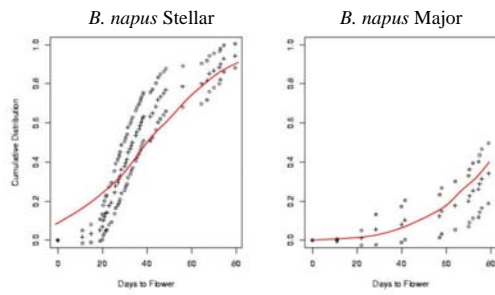 B. napus Stellar
B. napus Major
Cumulative Distribution
1.0
0.8
0.6
0.4
0.2
0.0
0 20 40 60 80
Days to Flower
1.0
0.8
0.6
0.4
0.2
0.0
0 20 40 60 80
Days to Flower